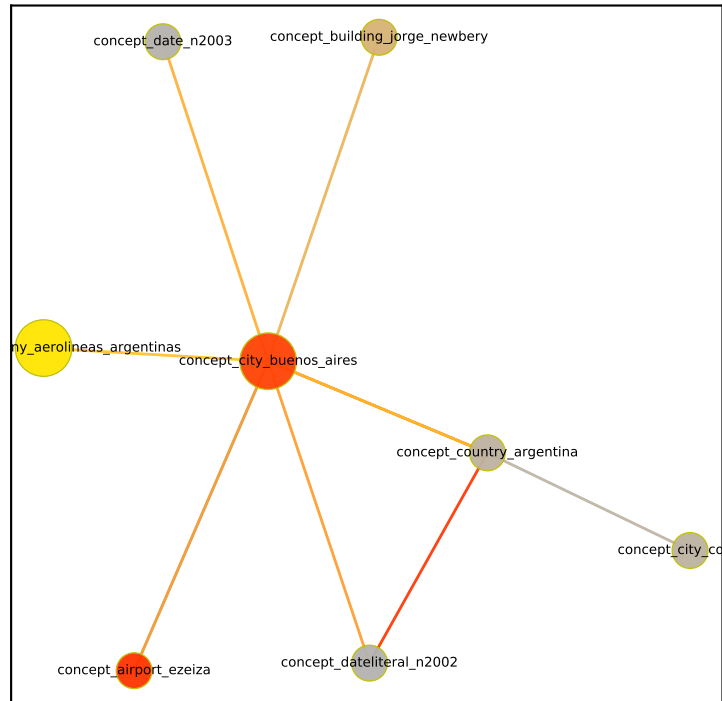 concept_building_jorge_newbery
concept_date_n2003
ny_aerolineas_argentinas
concept_city_buenos_aires
concept_country_argentina
concept_city_co
concept_dateliteral_n2002
concept_airport_ezeiza